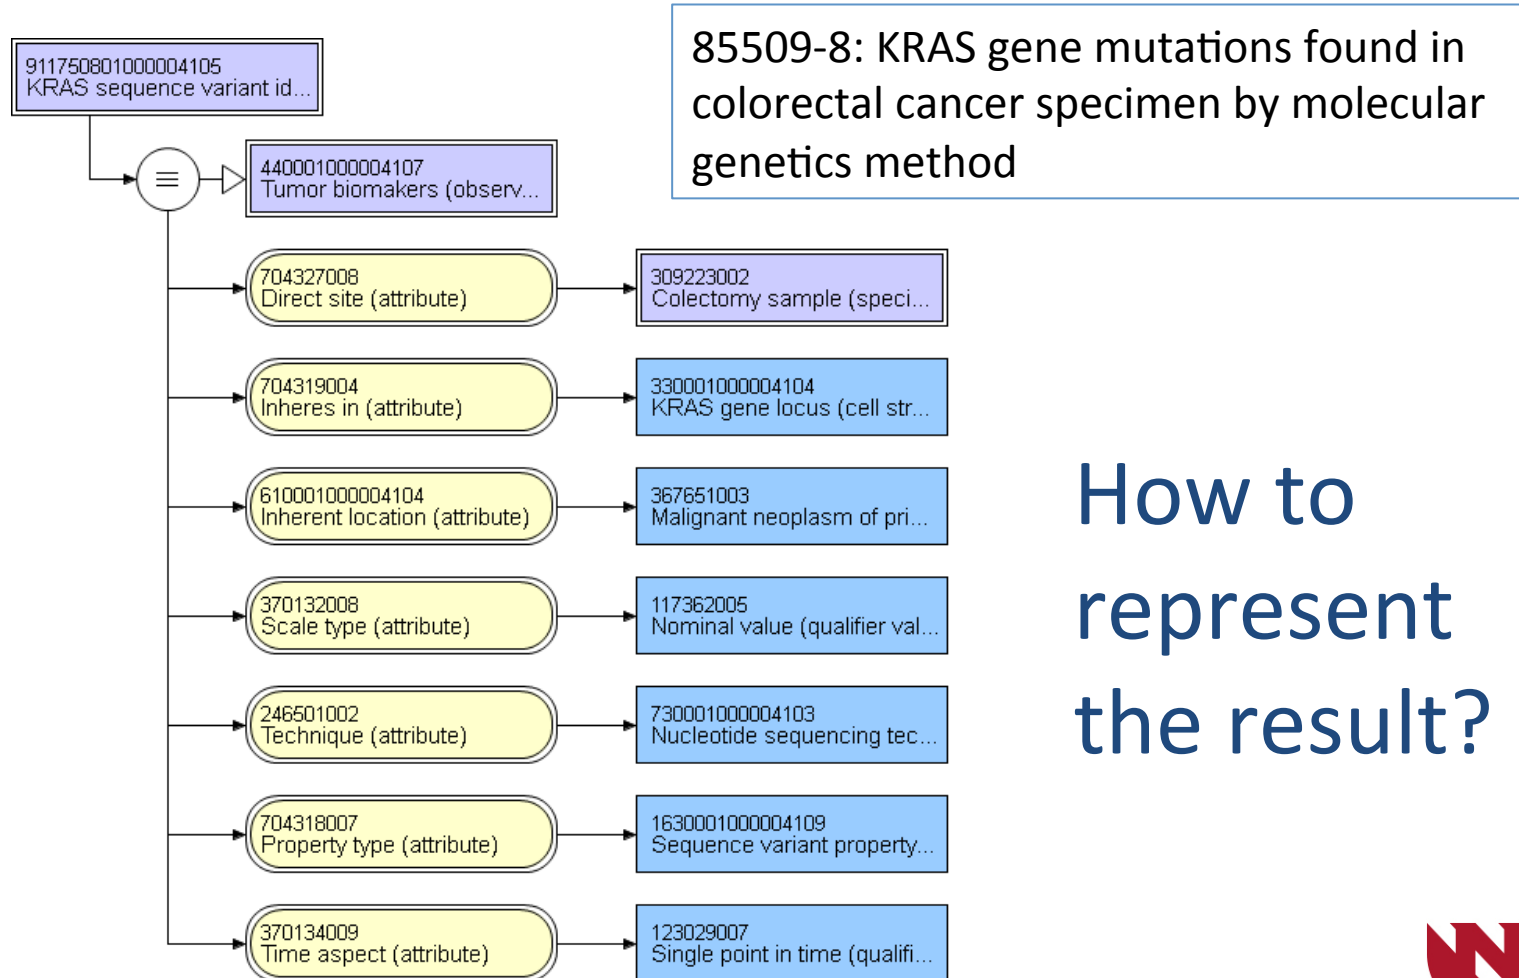 911750801000004105
KRAS sequence variant id...
85509-8: KRAS gene mutations found in
colorectal cancer specimen by molecular
genetics method
≡
440001000004107
Tumor biomakers (observ...
704327008
Direct site (attribute)
309223002
Colectomy sample (speci...
704319004
Inheres in (attribute)
330001000004104
KRAS gene locus (cell str...
610001000004104
Inherent location (attribute)
367651003
Malignant neoplasm of pri...
370132008
Scale type (attribute)
117362005
Nominal value (qualifier val...
246501002
Technique (attribute)
730001000004103
Nucleotide sequencing tec...
704318007
Property type (attribute)
1630001000004109
Sequence variant property...
370134009
Time aspect (attribute)
123029007
Single point in time (qualifi...
How to
represent
the result?
N